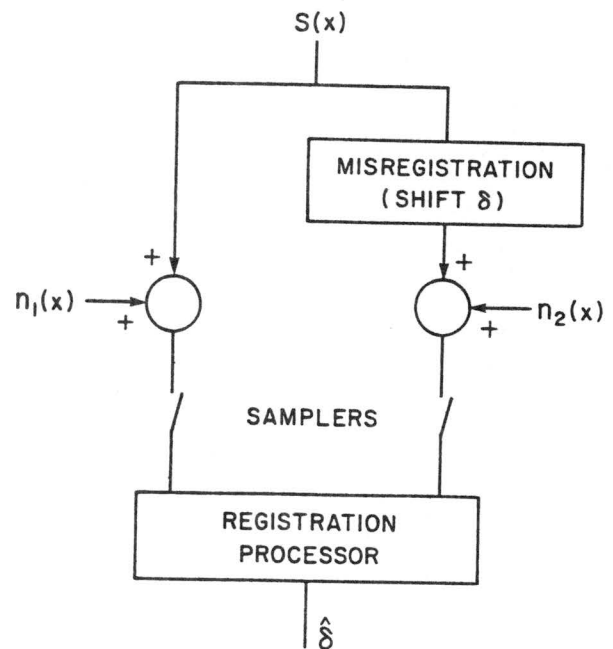 S(x)
MISREGISTRATION
(SHIFT δ)
+
+
n₁(x)
+
+
n₂(x)
SAMPLERS
REGISTRATION
PROCESSOR
δ̂